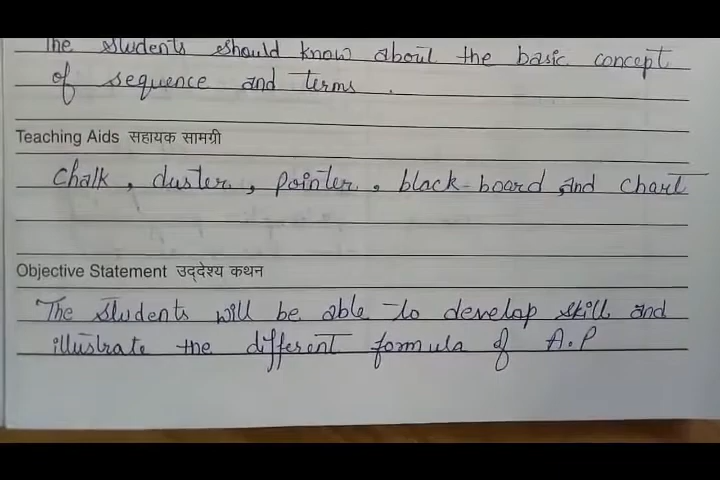 The students should know about the basic concept
of sequence and terms.
Teaching Aids सहायक सामग्री
Chalk, duster, pointer, black-board, and chart
Objective Statement उद्देश्य कथन
The students will be able to develop skill and
illustrate the different formula of A.P